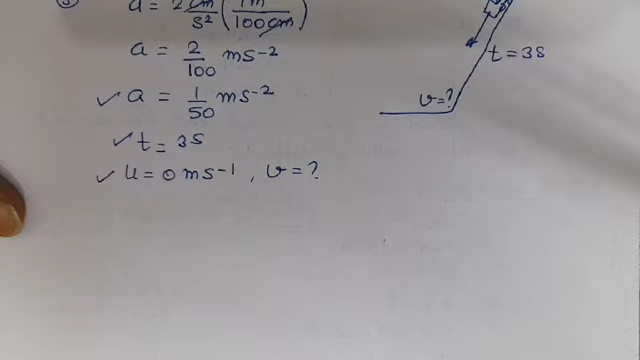 a = 2 cm/s² (1m/100cm)
a = 2/100 ms⁻²
✓ a = 1/50 ms⁻²
✓ t = 3s
✓ u = 0 ms⁻¹, v = ?
t = 3s
v = ?